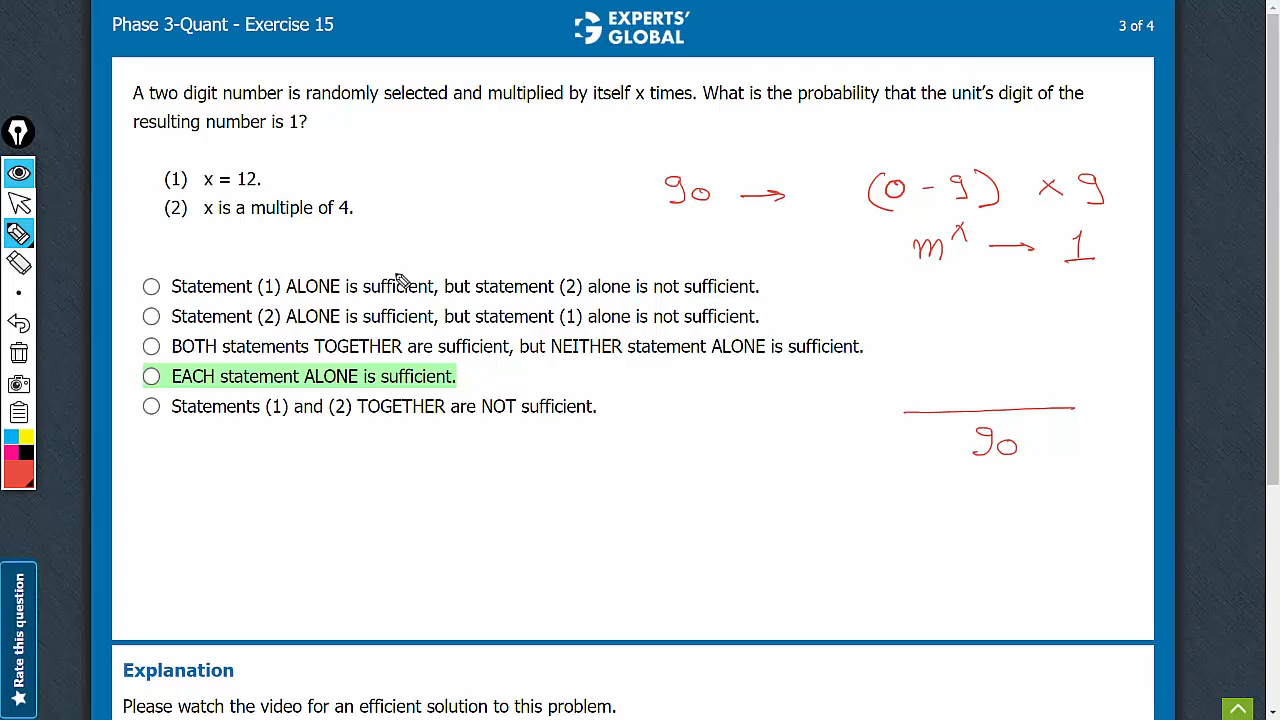 Phase 3-Quant - Exercise 15
EXPERTS'
GLOBAL
3 of 4
A two digit number is randomly selected and multiplied by itself x times. What is the probability that the unit's digit of the
resulting number is 1?
(1) x = 12.
(2) x is a multiple of 4.
90 → (0 - 9) × 9
m^x → 1
Statement (1) ALONE is sufficient, but statement (2) alone is not sufficient.
Statement (2) ALONE is sufficient, but statement (1) alone is not sufficient.
BOTH statements TOGETHER are sufficient, but NEITHER statement ALONE is sufficient.
EACH statement ALONE is sufficient.
Statements (1) and (2) TOGETHER are NOT sufficient.
90
Rate this question
Explanation
Please watch the video for an efficient solution to this problem.